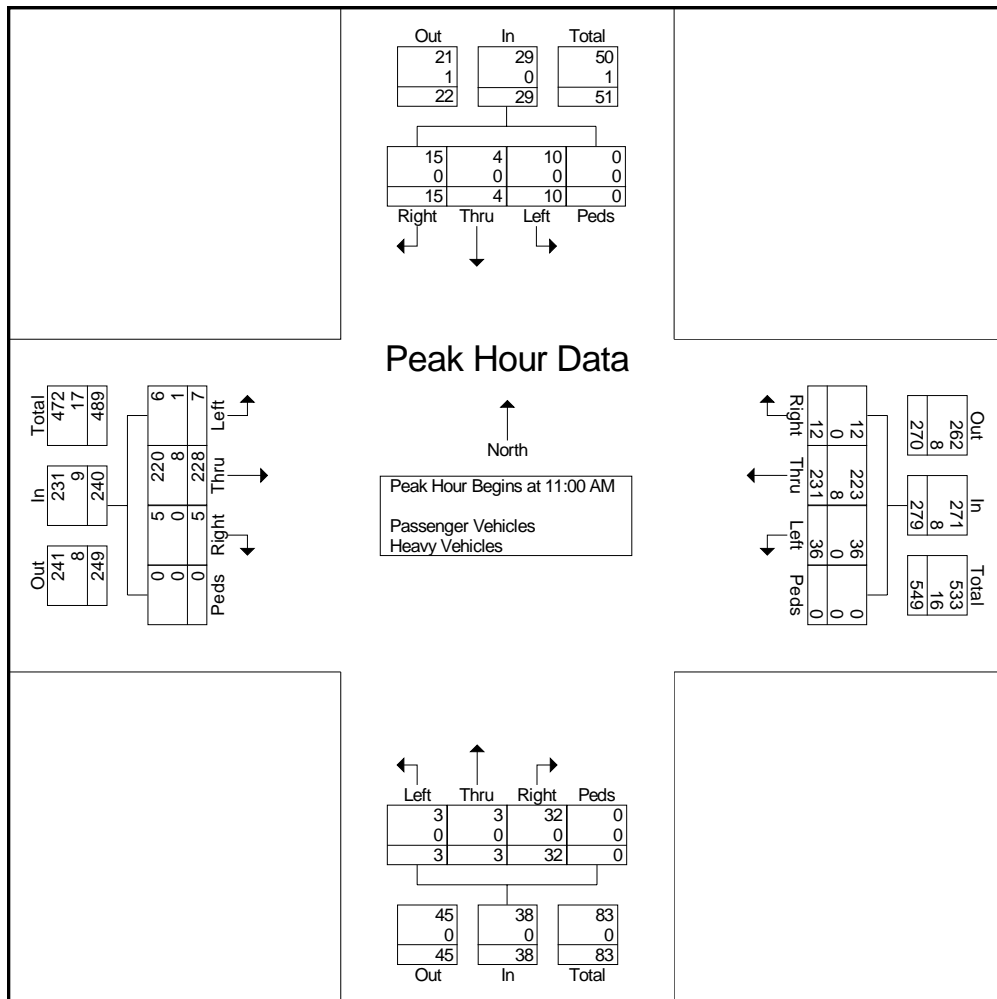 Out In Total
21 29 50
1 0 1
22 29 51
15 4 10 0
0 0 0 0
15 4 10 0
Right Thru Left Peds
Peak Hour Data
North
Peak Hour Begins at 11:00 AM
Passenger Vehicles
Heavy Vehicles
Left Thru Right Peds
6 220 5 0
1 8 0 0
7 228 5 0
Out In Total
241 231 472
8 9 17
249 240 489
Right Thru Left Peds
12 223 36 0
0 8 0 0
12 231 36 0
Out In Total
262 271 533
8 8 16
270 279 549
Left Thru Right Peds
3 3 32 0
0 0 0 0
3 3 32 0
45 38 83
0 0 0
45 38 83
Out In Total